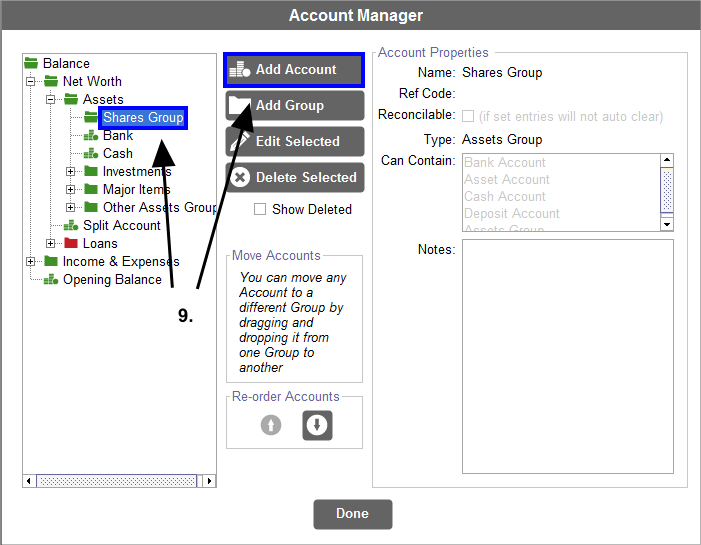 Account Manager
Balance
Net Worth
Assets
Shares Group
Bank
Cash
Investments
Major Items
Other Assets Group
Split Account
Loans
Income & Expenses
Opening Balance
9.
Add Account
Add Group
Edit Selected
Delete Selected
Show Deleted
Move Accounts
You can move any
Account to a
different Group by
dragging and
dropping it from
one Group to
another
Re-order Accounts
Account Properties
Name: Shares Group
Ref Code:
Reconcilable: (if set entries will not auto clear)
Type: Assets Group
Can Contain: Bank Account
Asset Account
Cash Account
Deposit Account
Assets Group
Notes:
Done